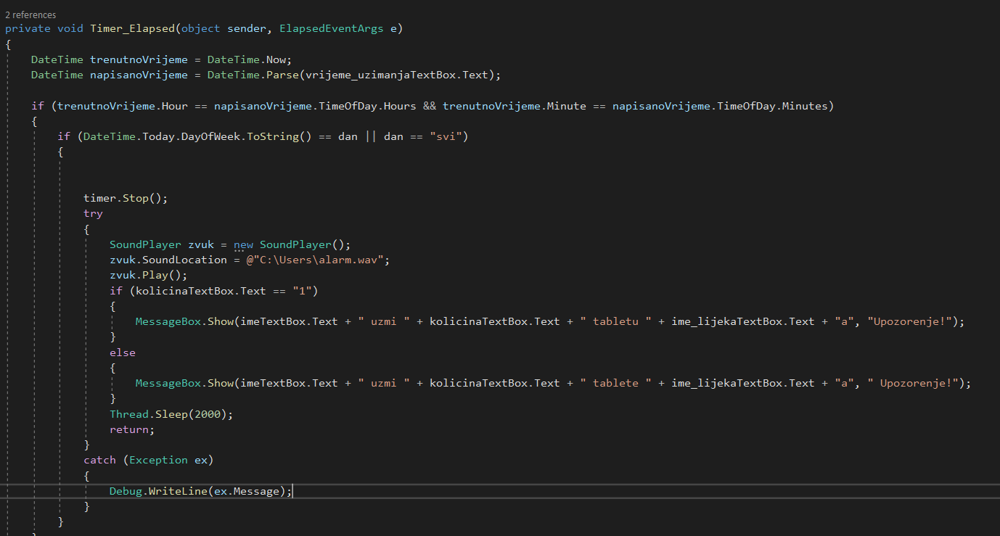 2 references
private void Timer_Elapsed(object sender, ElapsedEventArgs e)
{
    DateTime trenutnoVrijeme = DateTime.Now;
    DateTime napisanoVrijeme = DateTime.Parse(vrijeme_uzimanjaTextBox.Text);
    if (trenutnoVrijeme.Hour == napisanoVrijeme.TimeOfDay.Hours && trenutnoVrijeme.Minute == napisanoVrijeme.TimeOfDay.Minutes)
    {
        if (DateTime.Today.DayOfWeek.ToString() == dan || dan == "svi")
        {
            timer.Stop();
            try
            {
                SoundPlayer zvuk = new SoundPlayer();
                zvuk.SoundLocation = @"C:\Users\alarm.wav";
                zvuk.Play();
                if (kolicinaTextBox.Text == "1")
                {
                    MessageBox.Show(imeTextBox.Text + " uzmi " + kolicinaTextBox.Text + " tabletu " + ime_lijekaTextBox.Text + "a", "Upozorenje!");
                }
                else
                {
                    MessageBox.Show(imeTextBox.Text + " uzmi " + kolicinaTextBox.Text + " tablete " + ime_lijekaTextBox.Text + "a", " Upozorenje!");
                }
                Thread.Sleep(2000);
                return;
            }
            catch (Exception ex)
            {
                Debug.WriteLine(ex.Message);
            }
        }
    }